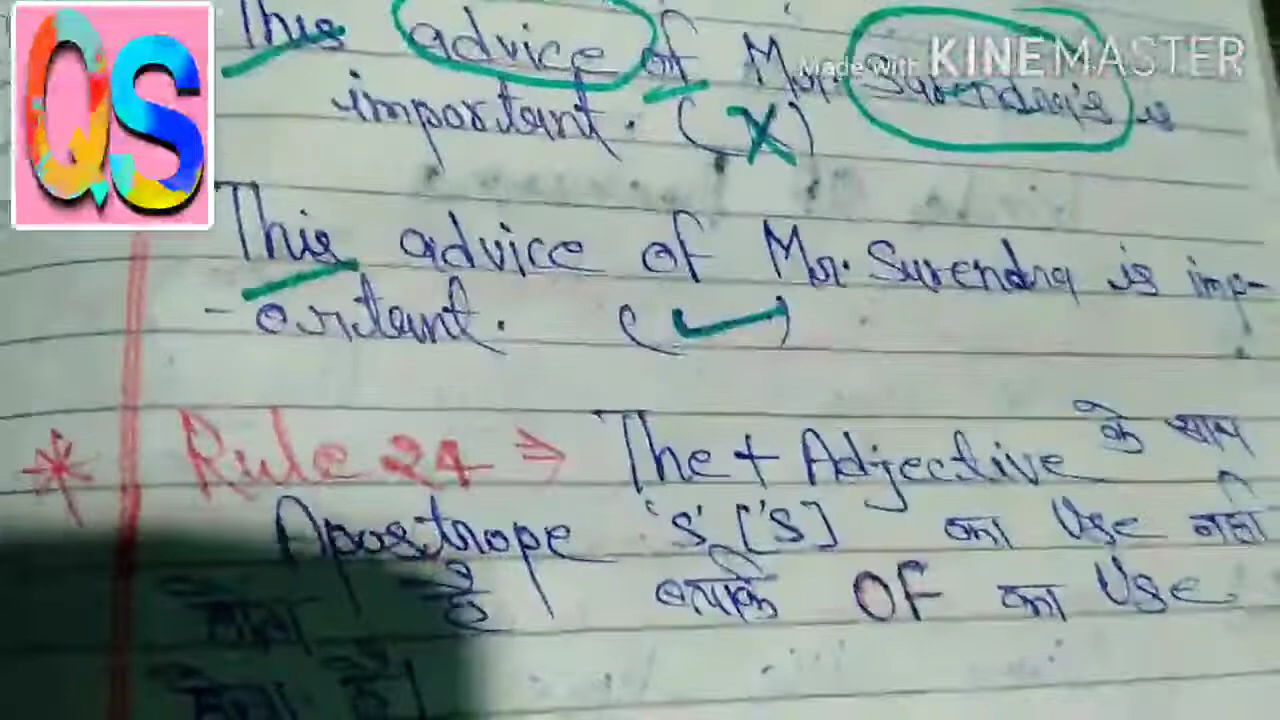 QS
Made with KINEMASTER
This advice of Mr. Surendra's is
important. (X)
This advice of Mr. Surendra is imp-
-ortant. (✓)
* Rule 24 ⇒ The + Adjective के साथ
Apostrope 's' ['s] का Use नही
होता है बल्कि OF का Use
होता है।